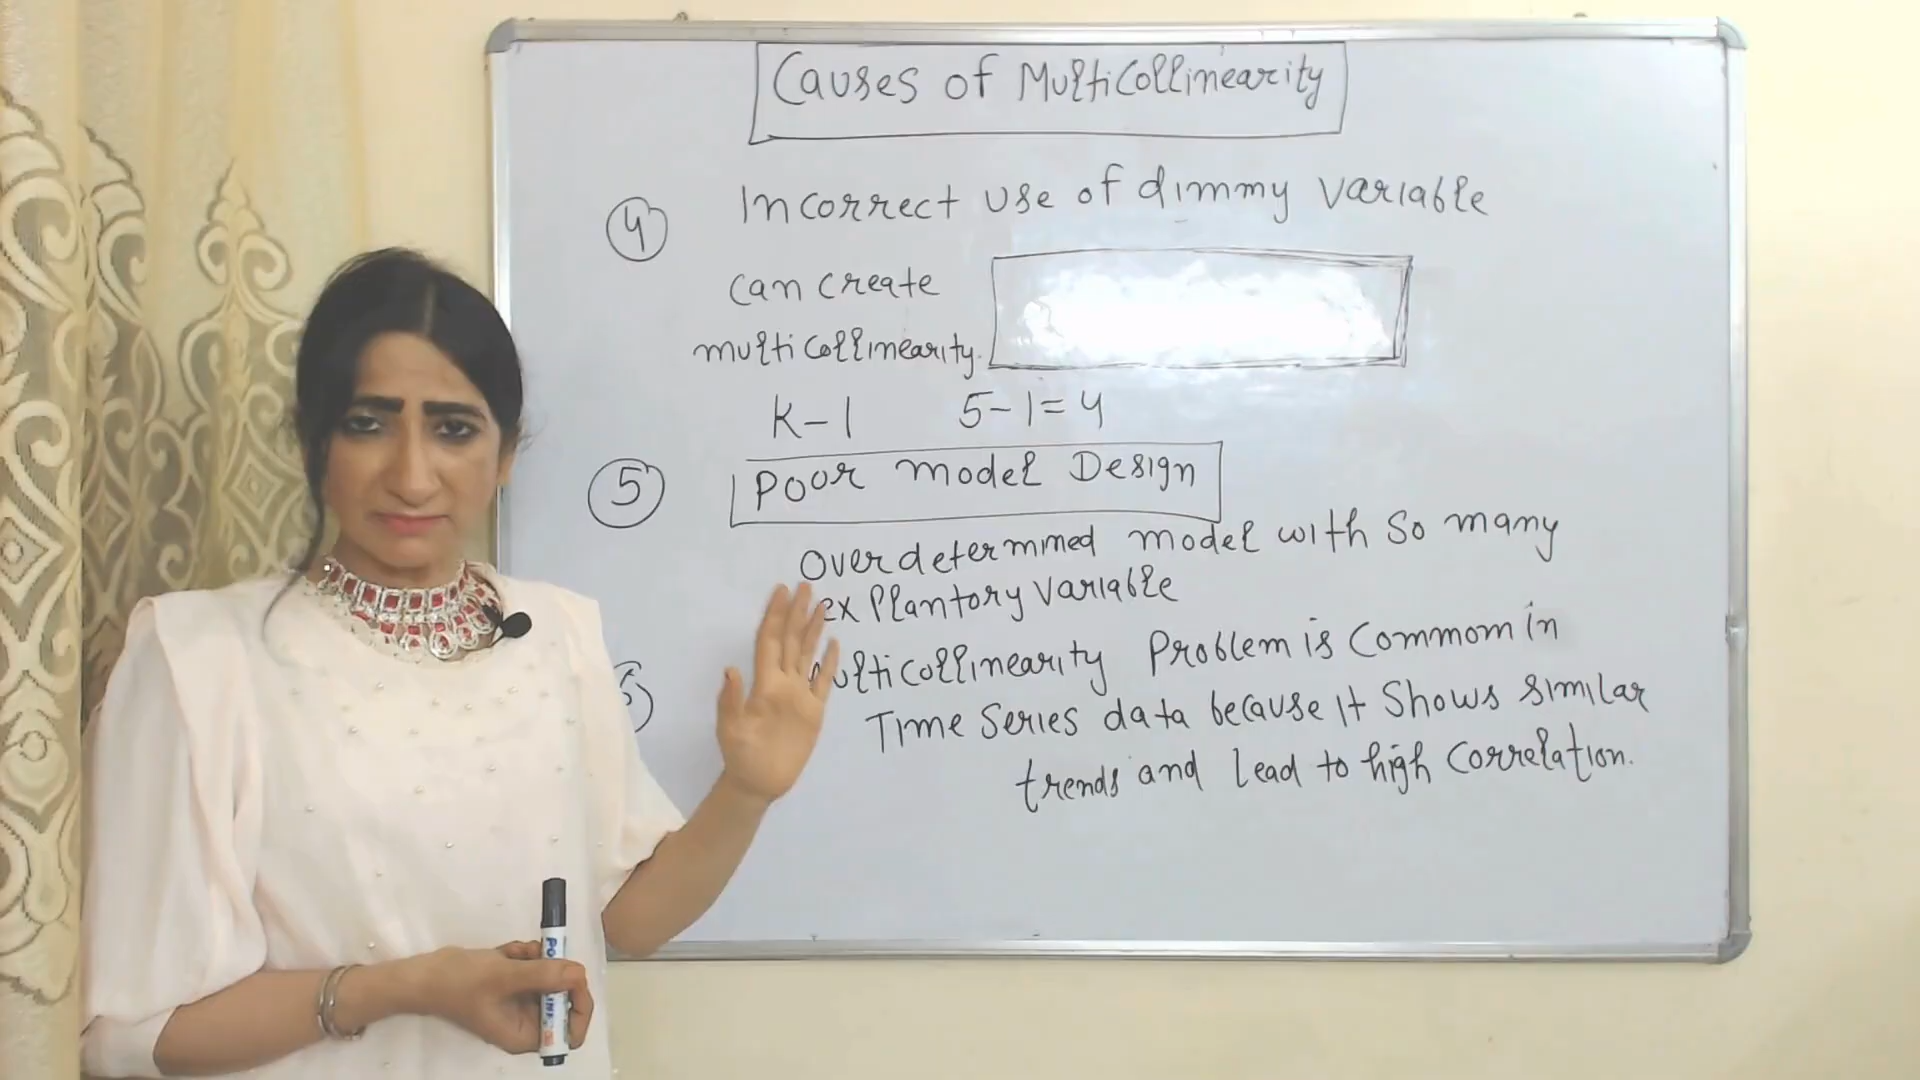 Causes of Multicollinearity
4 Incorrect use of dimmy variable
can create
multicollinearity.
K-1 5-1=4
5 Poor model Design
Overdetermined model with so many
explantory variable
Multicollinearity Problem is Commom in
Time Series data because it Shows similar
trends and lead to high correlation.